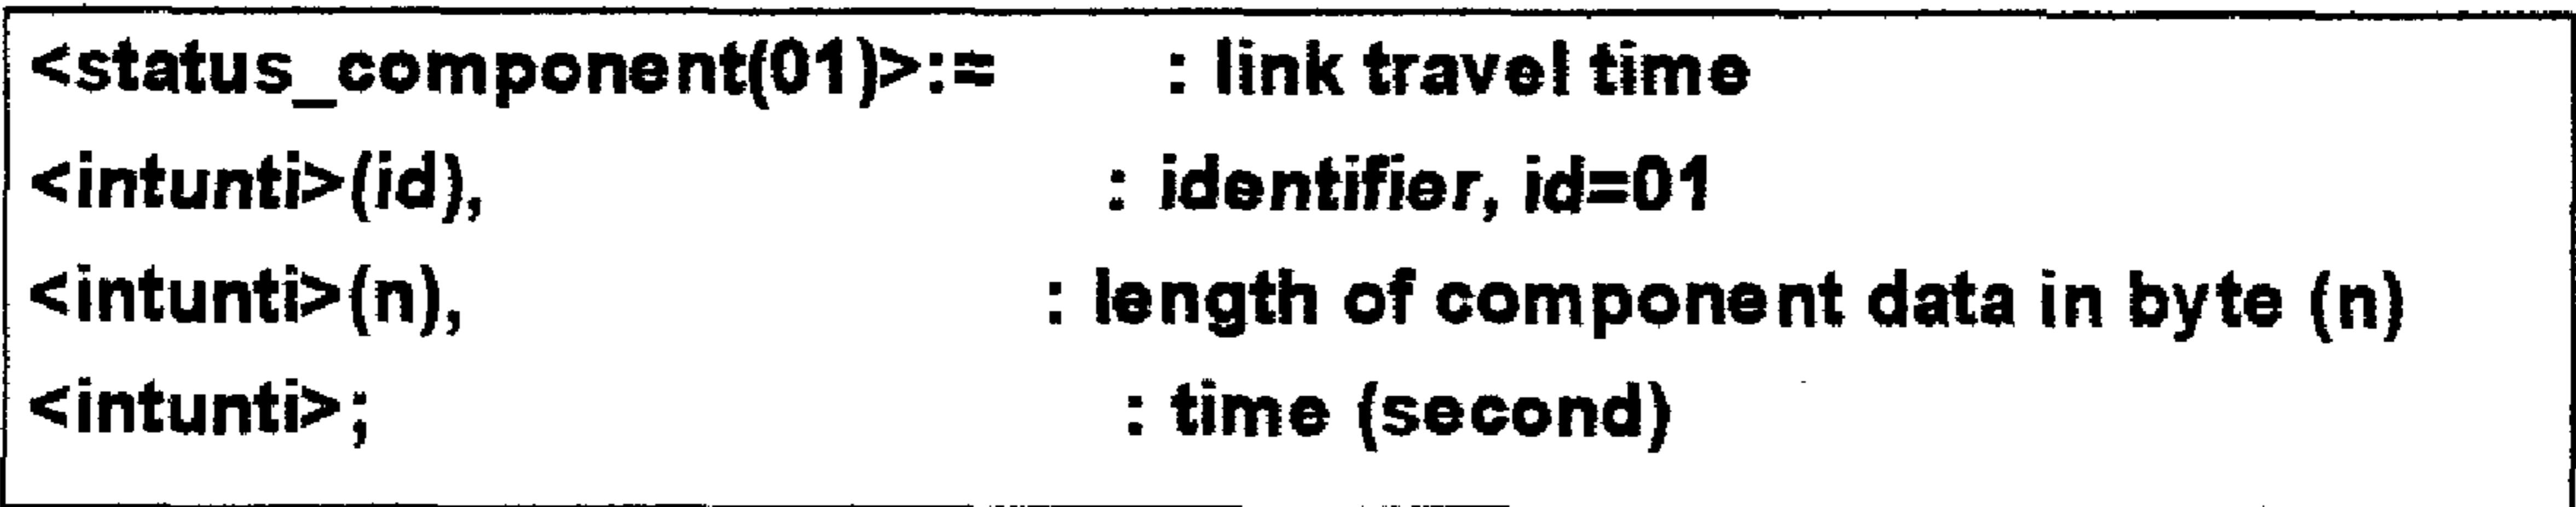 <status_component(01)>:= : link travel time
<intunti>(id), : identifier, id=01
<intunti>(n), : length of component data in byte (n)
<intunti>; : time (second)